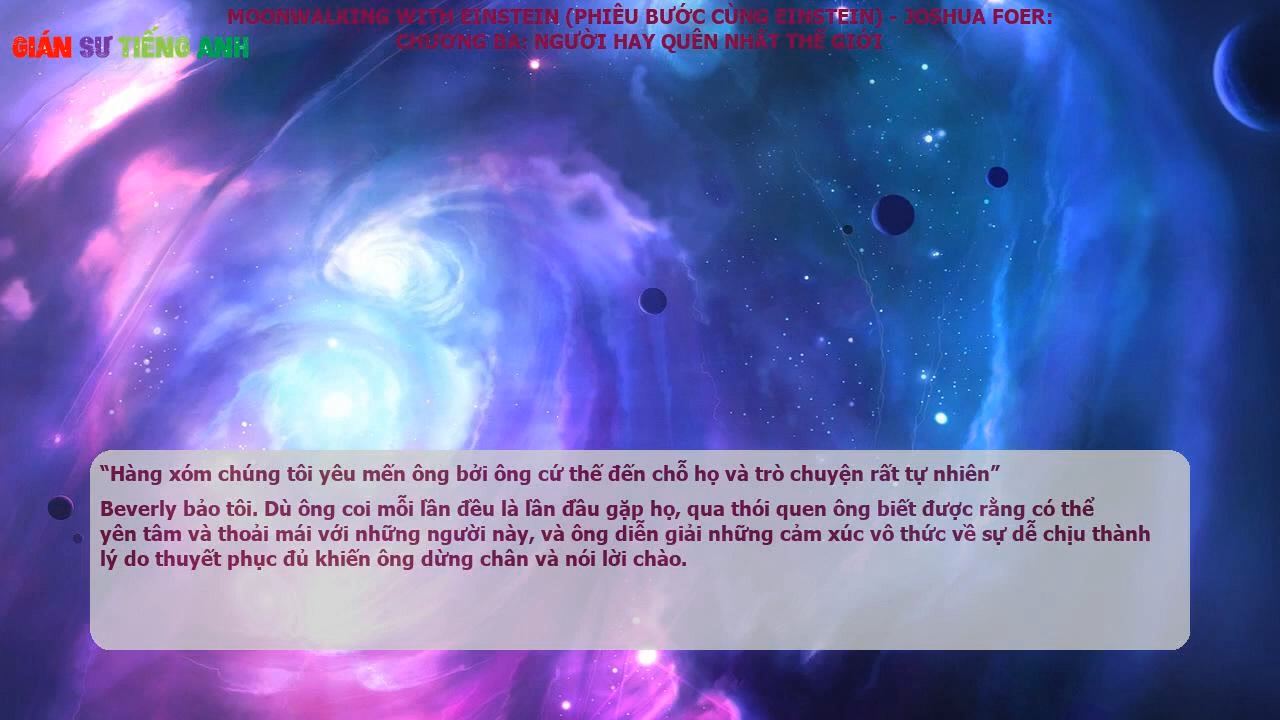 MOONWALKING WITH EINSTEIN (PHIÊU BƯỚC CÙNG EINSTEIN) - JOSHUA FOER:
CHƯƠNG BA: NGƯỜI HAY QUÊN NHẤT THẾ GIỚI
GIÁN SƯ TIẾNG ANH
“Hàng xóm chúng tôi yêu mến ông bởi ông cứ thế đến chỗ họ và trò chuyện rất tự nhiên”
Beverly bảo tôi. Dù ông coi mỗi lần đều là lần đầu gặp họ, qua thói quen ông biết được rằng có thể
yên tâm và thoải mái với những người này, và ông diễn giải những cảm xúc vô thức về sự dễ chịu thành
lý do thuyết phục đủ khiến ông dừng chân và nói lời chào.